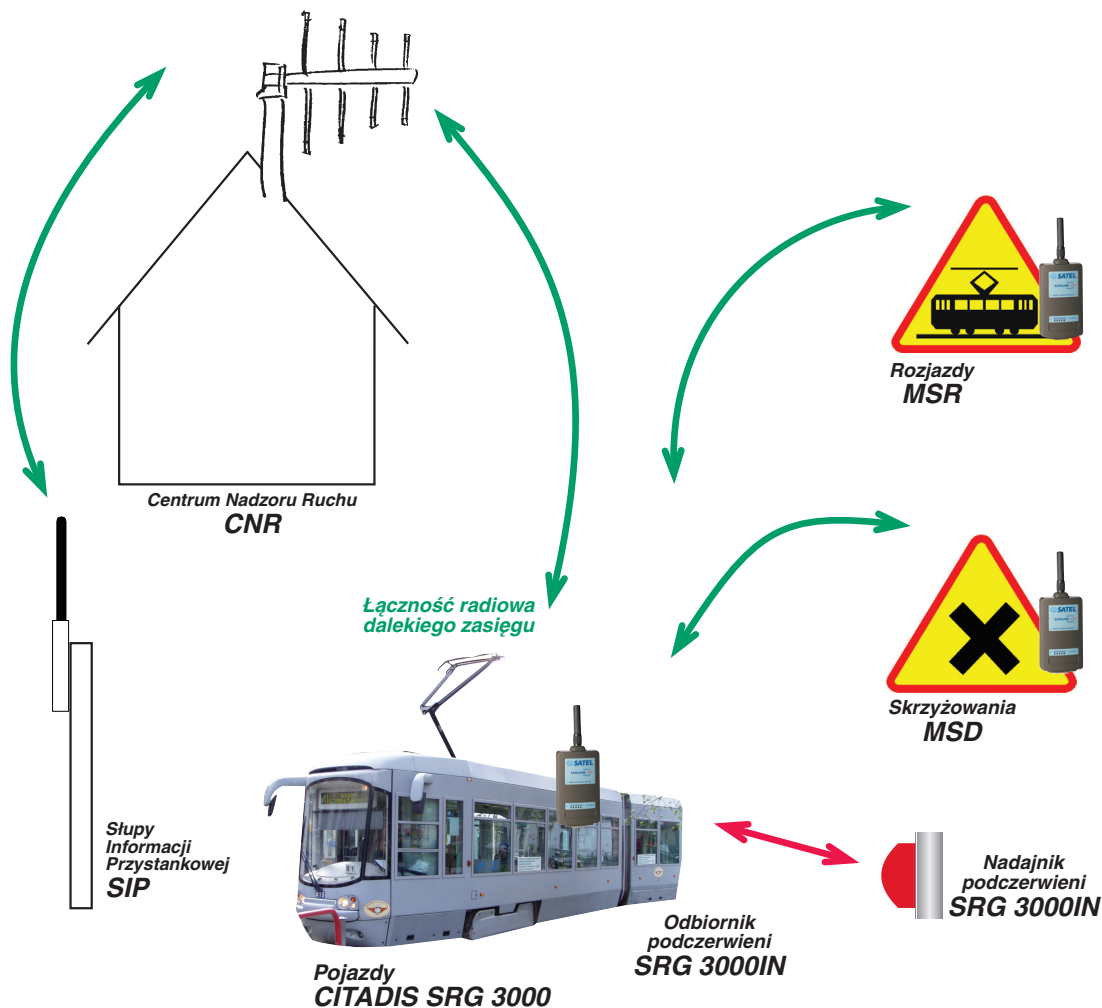 Centrum Nadzoru Ruchu
CNR
SATEL
Rozjazdy
MSR
Łączność radiowa
dalekiego zasięgu
SATEL
Skrzyżowania
MSD
SATEL
Słupy
Informacji
Przystankowej
SIP
Nadajnik
podczerwieni
SRG 3000IN
Odbiornik
podczerwieni
SRG 3000IN
Pojazdy
CITADIS SRG 3000